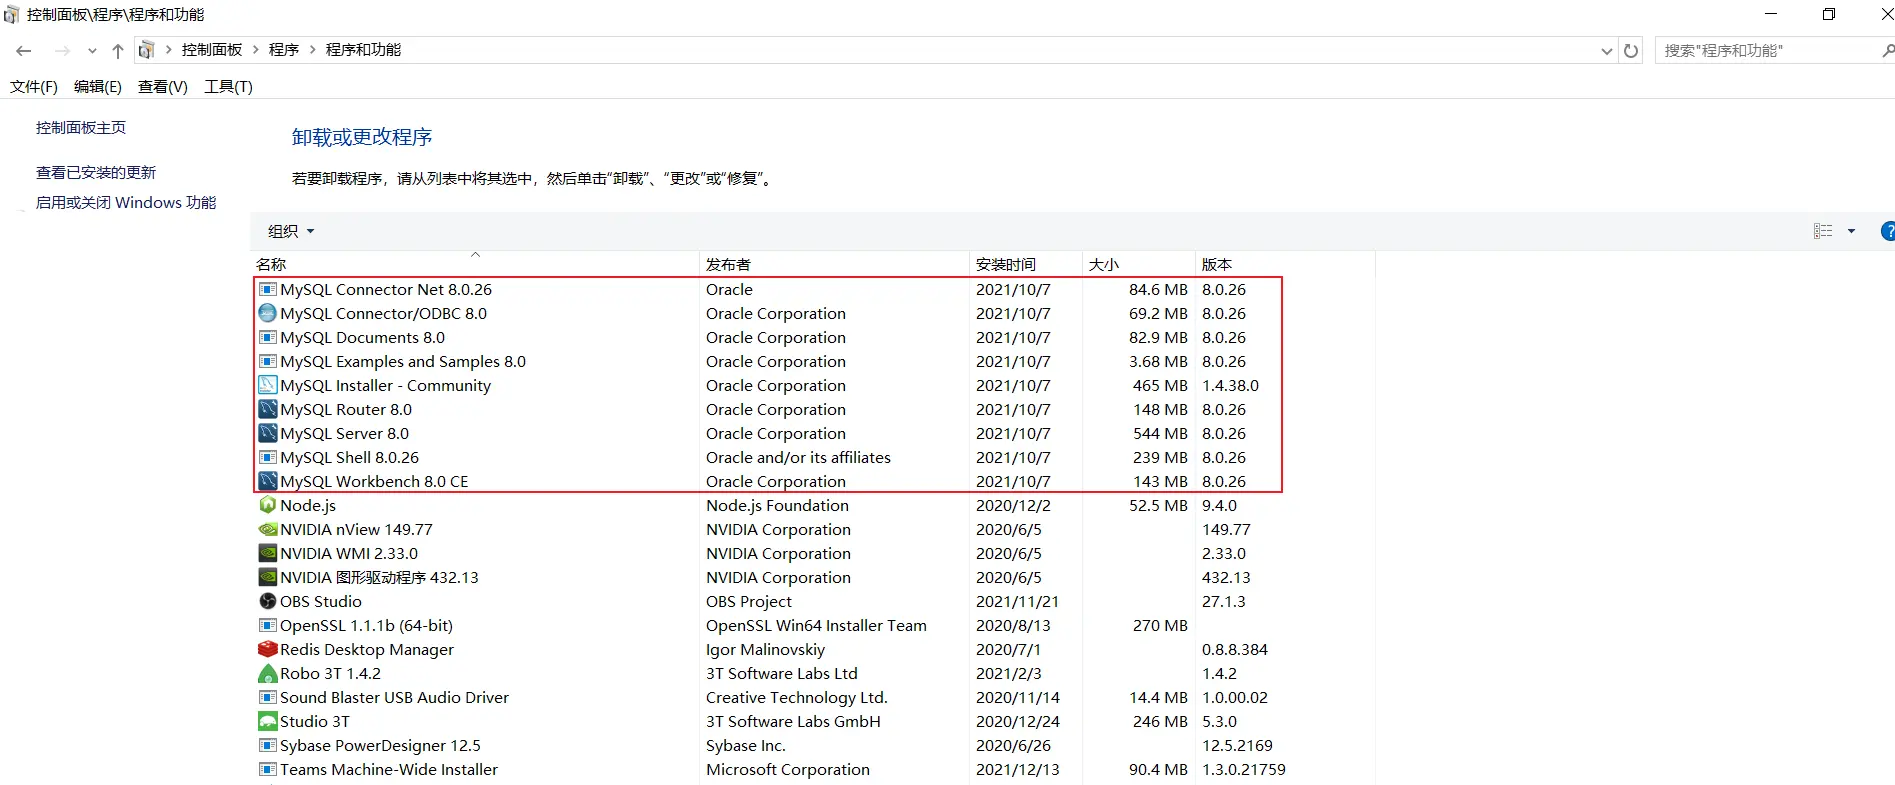 控制面板\程序\程序和功能
控制面板 > 程序 > 程序和功能
搜索"程序和功能"
文件(F) 编辑(E) 查看(V) 工具(T)
控制面板主页
查看已安装的更新
启用或关闭 Windows 功能
卸载或更改程序
若要卸载程序，请从列表中将其选中，然后单击“卸载”、“更改”或“修复”。
组织
名称 发布者 安装时间 大小 版本
MySQL Connector Net 8.0.26 Oracle 2021/10/7 84.6 MB 8.0.26
MySQL Connector/ODBC 8.0 Oracle Corporation 2021/10/7 69.2 MB 8.0.26
MySQL Documents 8.0 Oracle Corporation 2021/10/7 82.9 MB 8.0.26
MySQL Examples and Samples 8.0 Oracle Corporation 2021/10/7 3.68 MB 8.0.26
MySQL Installer - Community Oracle Corporation 2021/10/7 465 MB 1.4.38.0
MySQL Router 8.0 Oracle Corporation 2021/10/7 148 MB 8.0.26
MySQL Server 8.0 Oracle Corporation 2021/10/7 544 MB 8.0.26
MySQL Shell 8.0.26 Oracle and/or its affiliates 2021/10/7 239 MB 8.0.26
MySQL Workbench 8.0 CE Oracle Corporation 2021/10/7 143 MB 8.0.26
Node.js Node.js Foundation 2020/12/2 52.5 MB 9.4.0
NVIDIA nView 149.77 NVIDIA Corporation 2020/6/5 149.77
NVIDIA WMI 2.33.0 NVIDIA Corporation 2020/6/5 2.33.0
NVIDIA 图形驱动程序 432.13 NVIDIA Corporation 2020/6/5 432.13
OBS Studio OBS Project 2021/11/21 27.1.3
OpenSSL 1.1.1b (64-bit) OpenSSL Win64 Installer Team 2020/8/13 270 MB
Redis Desktop Manager Igor Malinovskiy 2020/7/1 0.8.8.384
Robo 3T 1.4.2 3T Software Labs Ltd 2021/2/3 1.4.2
Sound Blaster USB Audio Driver Creative Technology Ltd. 2020/11/14 14.4 MB 1.0.00.02
Studio 3T 3T Software Labs GmbH 2020/12/24 246 MB 5.3.0
Sybase PowerDesigner 12.5 Sybase Inc. 2020/6/26 12.5.2169
Teams Machine-Wide Installer Microsoft Corporation 2021/12/13 90.4 MB 1.3.0.21759